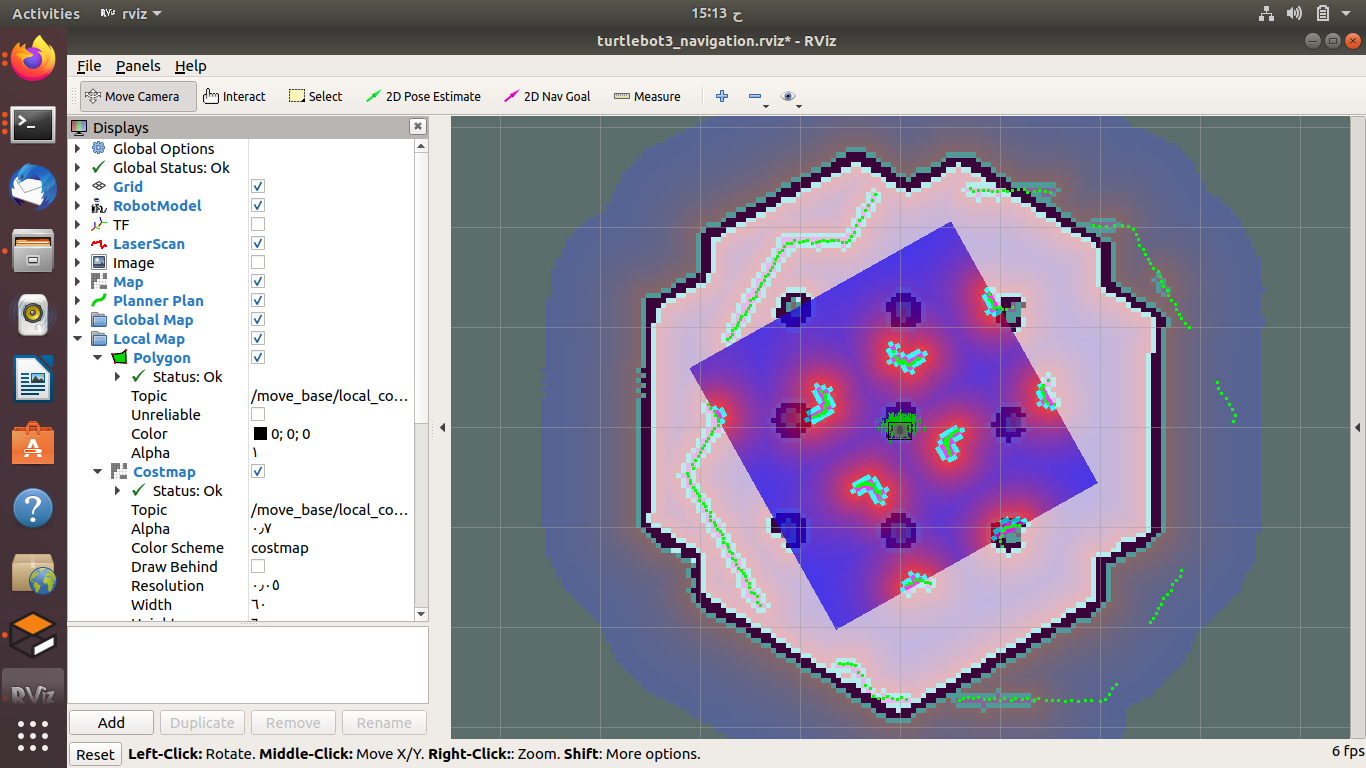 Activities
rviz
15:13 ح
turtlebot3_navigation.rviz* - RViz
File Panels Help
Move Camera Interact Select 2D Pose Estimate 2D Nav Goal Measure
Displays
Global Options
Global Status: Ok
Grid
RobotModel
TF
LaserScan
Image
Map
Planner Plan
Global Map
Local Map
Polygon
Status: Ok
Topic /move_base/local_co…
Unreliable
Color 0; 0; 0
Alpha ١
Costmap
Status: Ok
Topic /move_base/local_co…
Alpha ٠٫٧
Color Scheme costmap
Draw Behind
Resolution ٠٫٠٥
Width ٦٠
Add Duplicate Remove Rename
Reset Left-Click: Rotate. Middle-Click: Move X/Y. Right-Click:: Zoom. Shift: More options. 6 fps
RViz